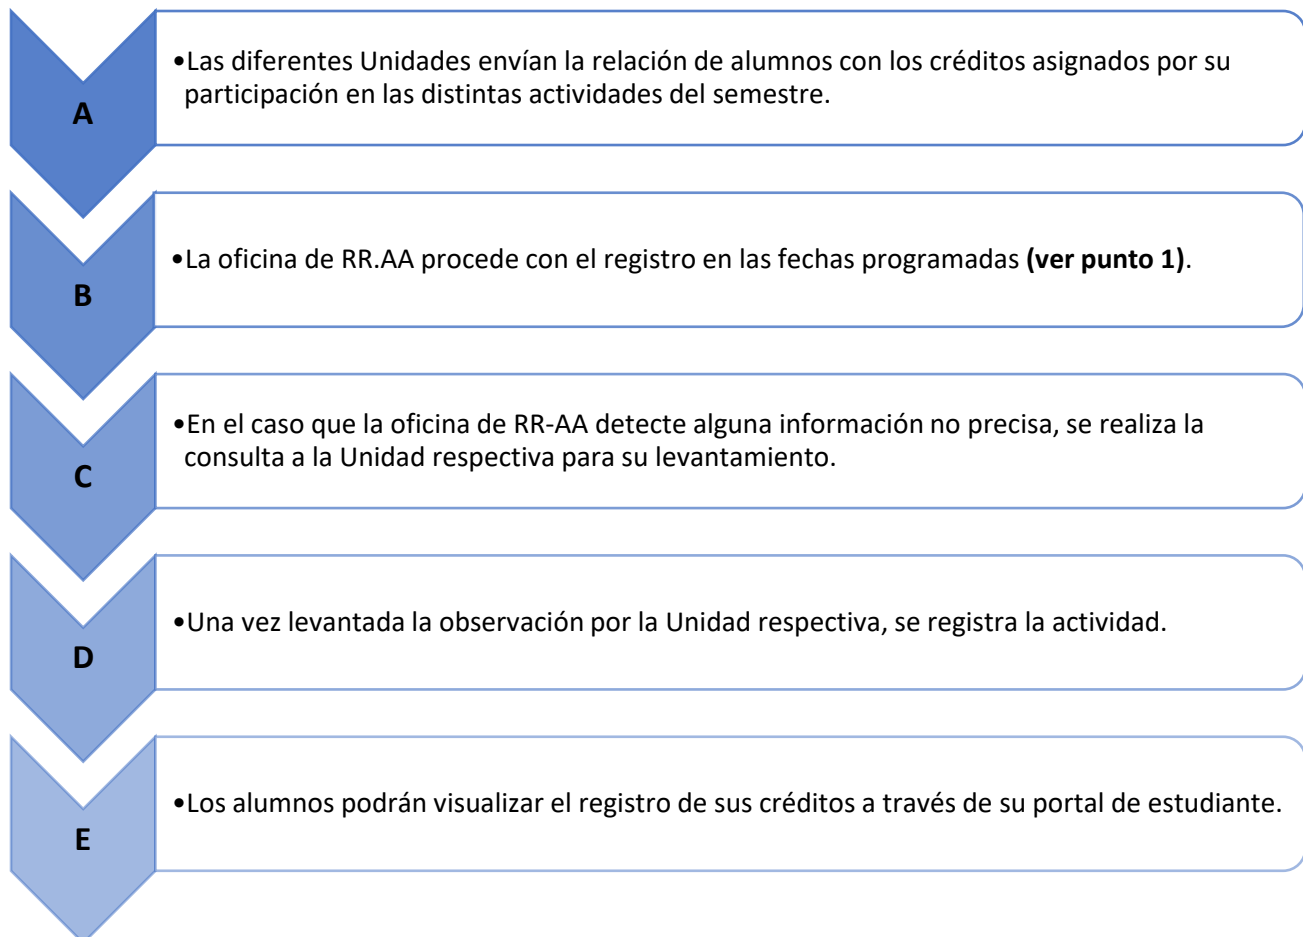 A
•Las diferentes Unidades envían la relación de alumnos con los créditos asignados por su
participación en las distintas actividades del semestre.
B
•La oficina de RR.AA procede con el registro en las fechas programadas (ver punto 1).
C
•En el caso que la oficina de RR-AA detecte alguna información no precisa, se realiza la
consulta a la Unidad respectiva para su levantamiento.
D
•Una vez levantada la observación por la Unidad respectiva, se registra la actividad.
E
•Los alumnos podrán visualizar el registro de sus créditos a través de su portal de estudiante.